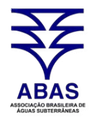 ABAS
ASSOCIAÇÃO BRASILEIRA DE
ÁGUAS SUBTERRÂNEAS